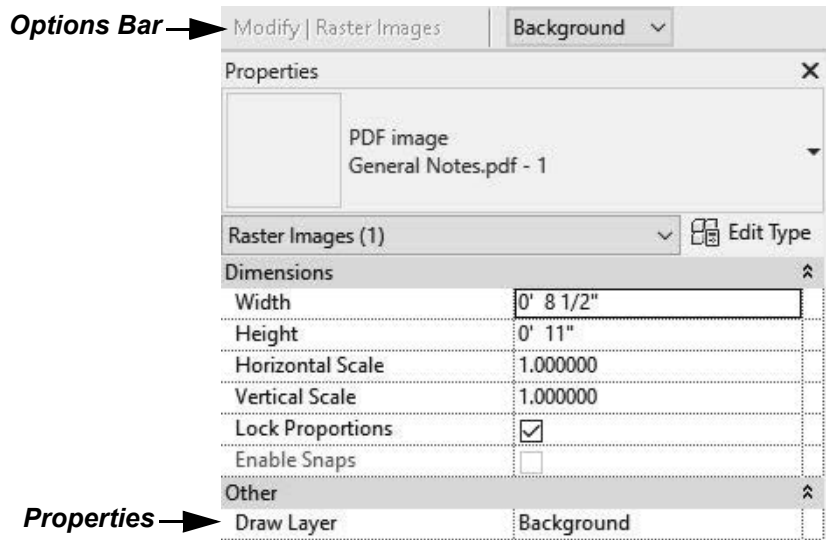 Options Bar
Modify | Raster Images Background
Properties
PDF image
General Notes.pdf - 1
Raster Images (1) Edit Type
Dimensions
Width 0' 8 1/2"
Height 0' 11"
Horizontal Scale 1.000000
Vertical Scale 1.000000
Lock Proportions
Enable Snaps
Other
Properties
Draw Layer Background